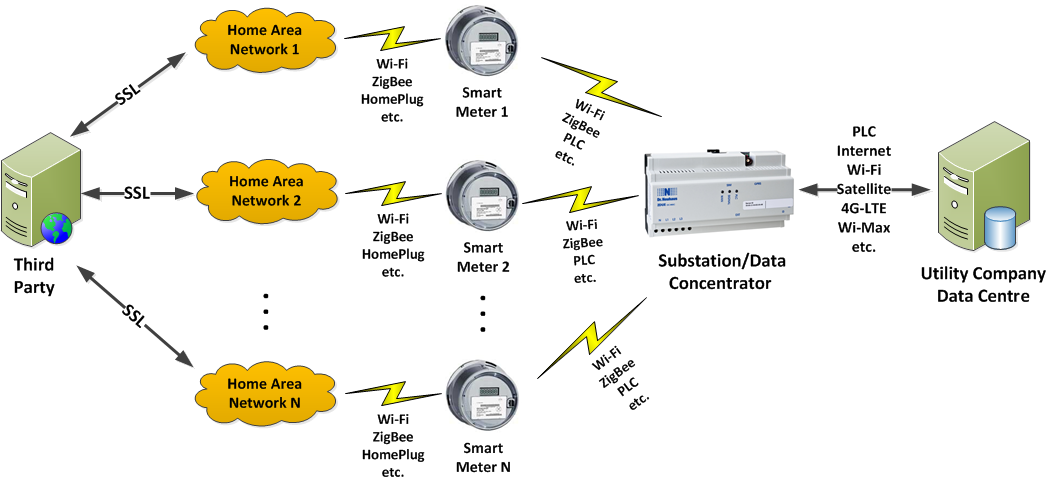 Home Area
Network 1
Wi-Fi
ZigBee
HomePlug
etc.
Smart
Meter 1
SSL
Wi-Fi
ZigBee
PLC
etc.
Third
Party
SSL
Home Area
Network 2
Wi-Fi
ZigBee
HomePlug
etc.
Smart
Meter 2
Wi-Fi
ZigBee
PLC
etc.
Dr. Neuhaus
Substation/Data
Concentrator
PLC
Internet
Wi-Fi
Satellite
4G-LTE
Wi-Max
etc.
Utility Company
Data Centre
SSL
Home Area
Network N
Wi-Fi
ZigBee
HomePlug
etc.
Smart
Meter N
Wi-Fi
ZigBee
PLC
etc.